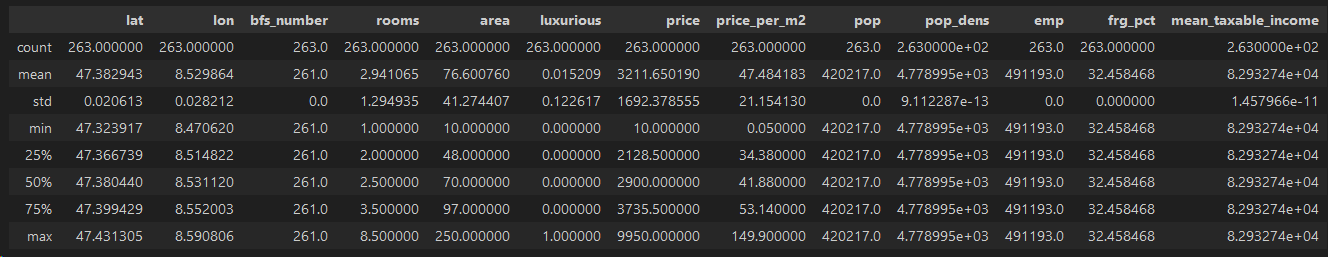 lat lon bfs_number rooms area luxurious price price_per_m2 pop pop_dens emp frg_pct mean_taxable_income
count 263.000000 263.000000 263.0 263.000000 263.000000 263.000000 263.000000 263.000000 263.0 2.630000e+02 263.0 263.000000 2.630000e+02
mean 47.382943 8.529864 261.0 2.941065 76.600760 0.015209 3211.650190 47.484183 420217.0 4.778995e+03 491193.0 32.458468 8.293274e+04
std 0.020613 0.028212 0.0 1.294935 41.274407 0.122617 1692.378555 21.154130 0.0 9.112287e-13 0.0 0.000000 1.457966e-11
min 47.323917 8.470620 261.0 1.000000 10.000000 0.000000 10.000000 0.050000 420217.0 4.778995e+03 491193.0 32.458468 8.293274e+04
25% 47.366739 8.514822 261.0 2.000000 48.000000 0.000000 2128.500000 34.380000 420217.0 4.778995e+03 491193.0 32.458468 8.293274e+04
50% 47.380440 8.531120 261.0 2.500000 70.000000 0.000000 2900.000000 41.880000 420217.0 4.778995e+03 491193.0 32.458468 8.293274e+04
75% 47.399429 8.552003 261.0 3.500000 97.000000 0.000000 3735.500000 53.140000 420217.0 4.778995e+03 491193.0 32.458468 8.293274e+04
max 47.431305 8.590806 261.0 8.500000 250.000000 1.000000 9950.000000 149.900000 420217.0 4.778995e+03 491193.0 32.458468 8.293274e+04